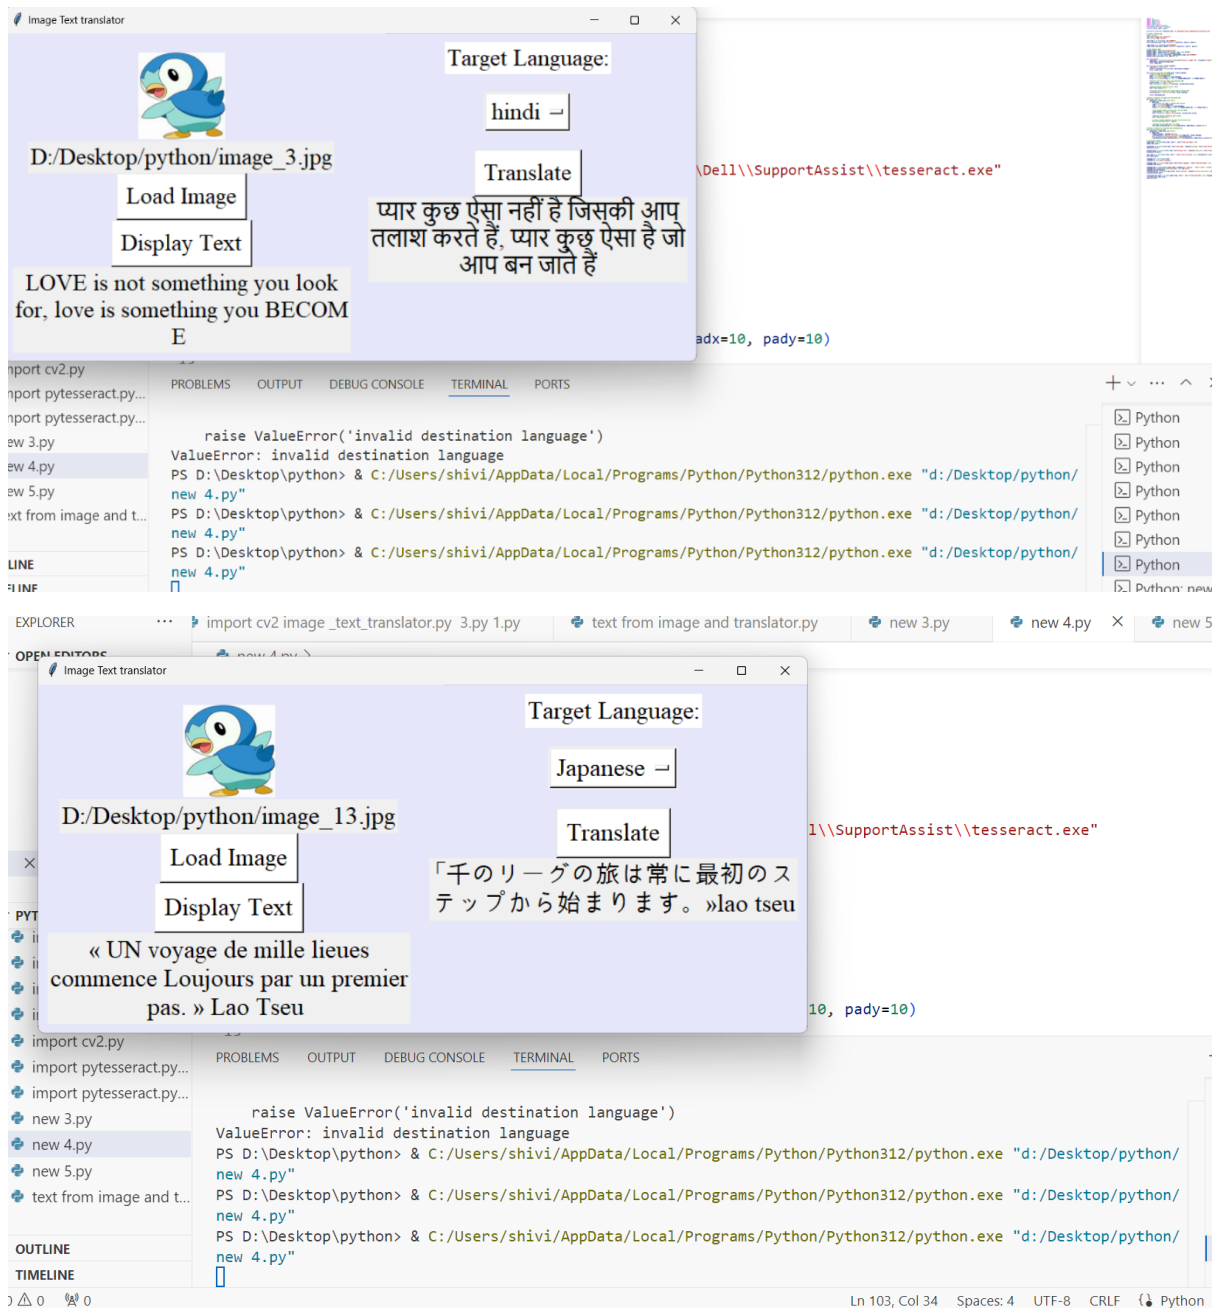 Image Text translator
D:/Desktop/python/image_3.jpg
Load Image
Display Text
LOVE is not something you look
for, love is something you BECOM
E
Target Language:
hindi
Translate
प्यार कुछ ऐसा नहीं है जिसकी आप
तलाश करते हैं, प्यार कुछ ऐसा है जो
आप बन जाते हैं
\Dell\\SupportAssist\\tesseract.exe"
adx=10, pady=10)
mport cv2.py
mport pytesseract.py...
mport pytesseract.py...
ew 3.py
ew 4.py
ew 5.py
ext from image and t...
LINE
ELINE
PROBLEMS OUTPUT DEBUG CONSOLE TERMINAL PORTS
raise ValueError('invalid destination language')
ValueError: invalid destination language
PS D:\Desktop\python> & C:/Users/shivi/AppData/Local/Programs/Python/Python312/python.exe "d:/Desktop/python/
new 4.py"
PS D:\Desktop\python> & C:/Users/shivi/AppData/Local/Programs/Python/Python312/python.exe "d:/Desktop/python/
new 4.py"
PS D:\Desktop\python> & C:/Users/shivi/AppData/Local/Programs/Python/Python312/python.exe "d:/Desktop/python/
new 4.py"
Python
Python
Python
Python
Python
Python
Python
Python: new
EXPLORER ... import cv2 image _text_translator.py 3.py 1.py text from image and translator.py new 3.py new 4.py new 5
OPEN EDITORS new 4.py >
Image Text translator
D:/Desktop/python/image_13.jpg
Load Image
Display Text
« UN voyage de mille lieues
commence Loujours par un premier
pas. » Lao Tseu
Target Language:
Japanese
Translate
「千のリーグの旅は常に最初のス
テップから始まります。»lao tseu
l\\SupportAssist\\tesseract.exe"
10, pady=10)
PYT
import cv2.py
import pytesseract.py...
import pytesseract.py...
new 3.py
new 4.py
new 5.py
text from image and t...
OUTLINE
TIMELINE
PROBLEMS OUTPUT DEBUG CONSOLE TERMINAL PORTS
raise ValueError('invalid destination language')
ValueError: invalid destination language
PS D:\Desktop\python> & C:/Users/shivi/AppData/Local/Programs/Python/Python312/python.exe "d:/Desktop/python/
new 4.py"
PS D:\Desktop\python> & C:/Users/shivi/AppData/Local/Programs/Python/Python312/python.exe "d:/Desktop/python/
new 4.py"
PS D:\Desktop\python> & C:/Users/shivi/AppData/Local/Programs/Python/Python312/python.exe "d:/Desktop/python/
new 4.py"
0 0 Ln 103, Col 34 Spaces: 4 UTF-8 CRLF Python